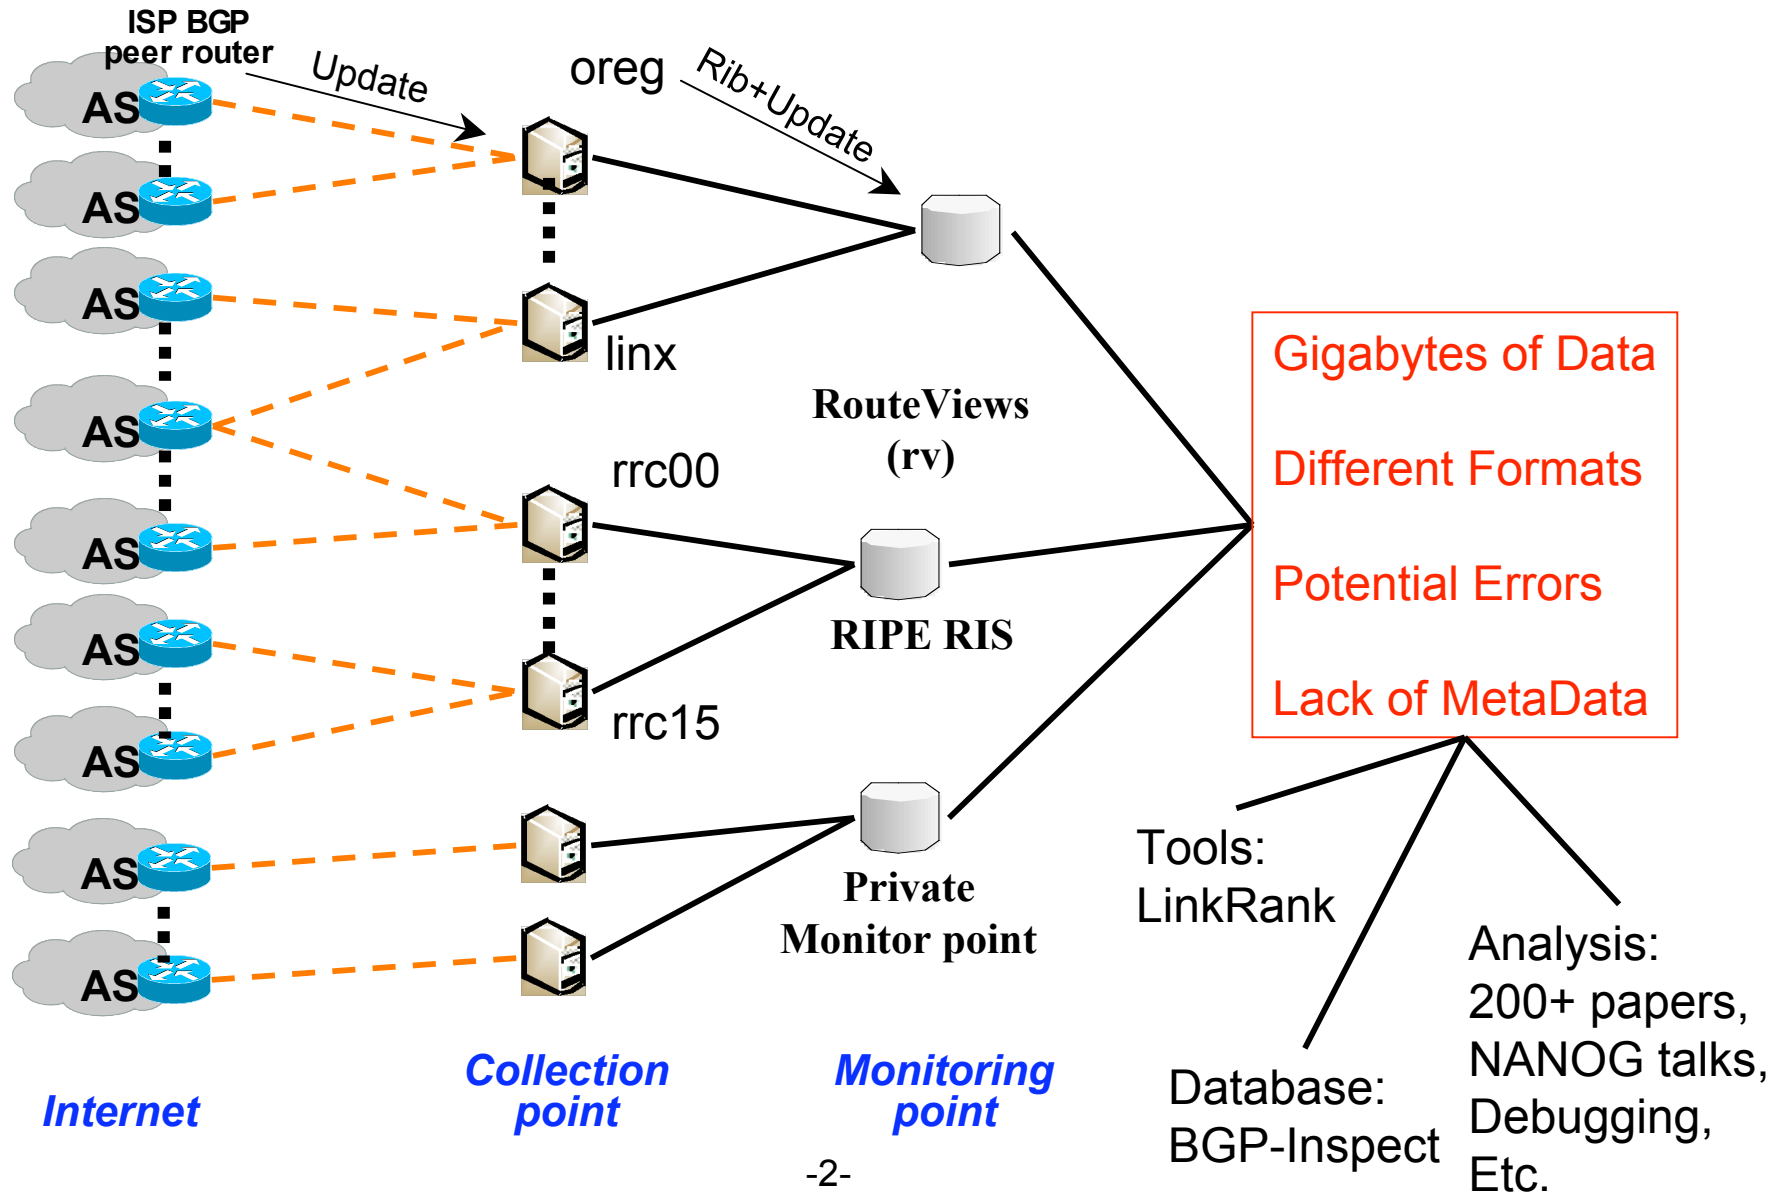 ISP BGP
peer router
Update
oreg
Rib+Update
AS
AS
AS
AS
AS
AS
AS
AS
AS
linx
RouteViews
(rv)
rrc00
RIPE RIS
rrc15
Private
Monitor point
Gigabytes of Data
Different Formats
Potential Errors
Lack of MetaData
Tools:
LinkRank
Database:
BGP-Inspect
Analysis:
200+ papers,
NANOG talks,
Debugging,
Etc.
Internet
Collection
point
Monitoring
point
-2-